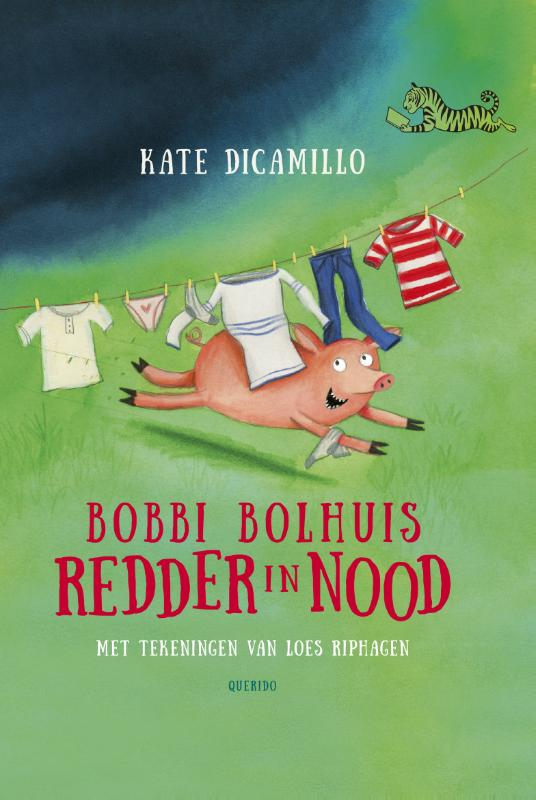 KATE DICAMILLO
BOBBI BOLHUIS
REDDER IN NOOD
MET TEKENINGEN VAN LOES RIPHAGEN
QUERIDO